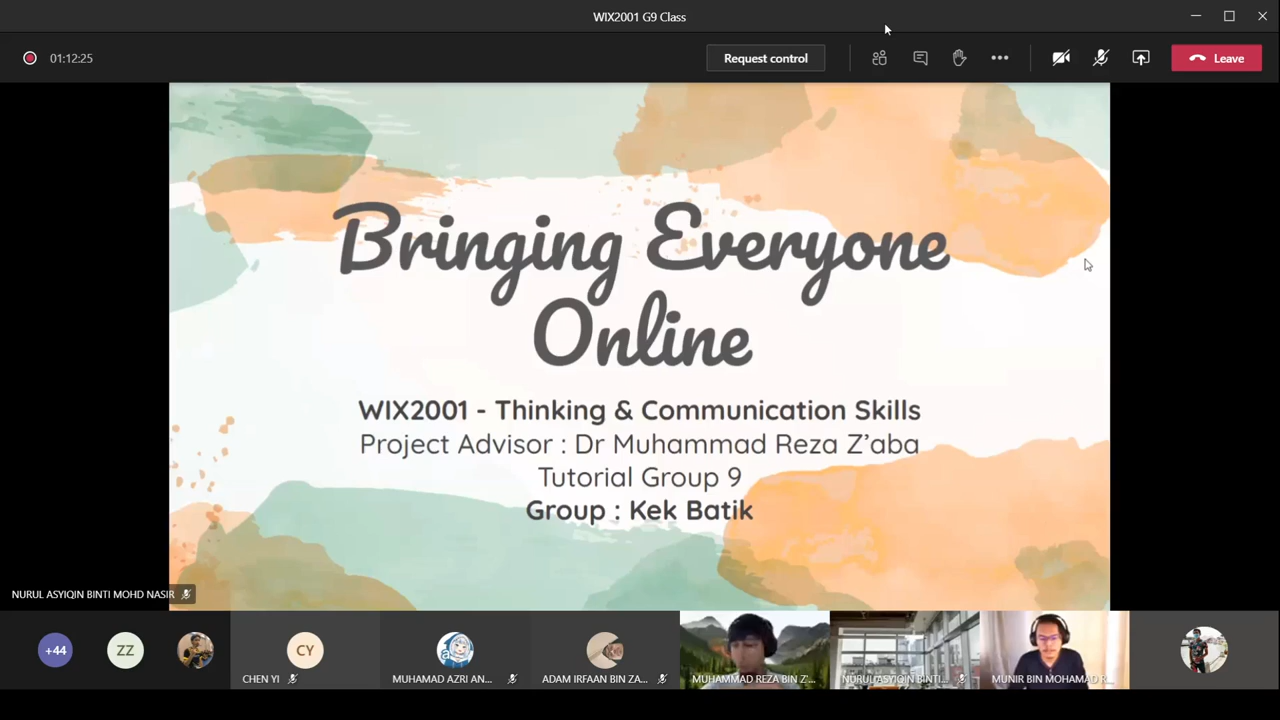 WIX2001 G9 Class
01:12:25
Request control
Leave
Bringing Everyone
Online
WIX2001 - Thinking & Communication Skills
Project Advisor : Dr Muhammad Reza Z’aba
Tutorial Group 9
Group : Kek Batik
NURUL ASYIQIN BINTI MOHD NASIR
+44
ZZ
CY
CHEN YI
MUHAMAD AZRI AN...
ADAM IRFAAN BIN ZA...
MUHAMMAD REZA BIN Z'...
NURUL ASYIQIN BINTI...
MUNIR BIN MOHAMAD R...